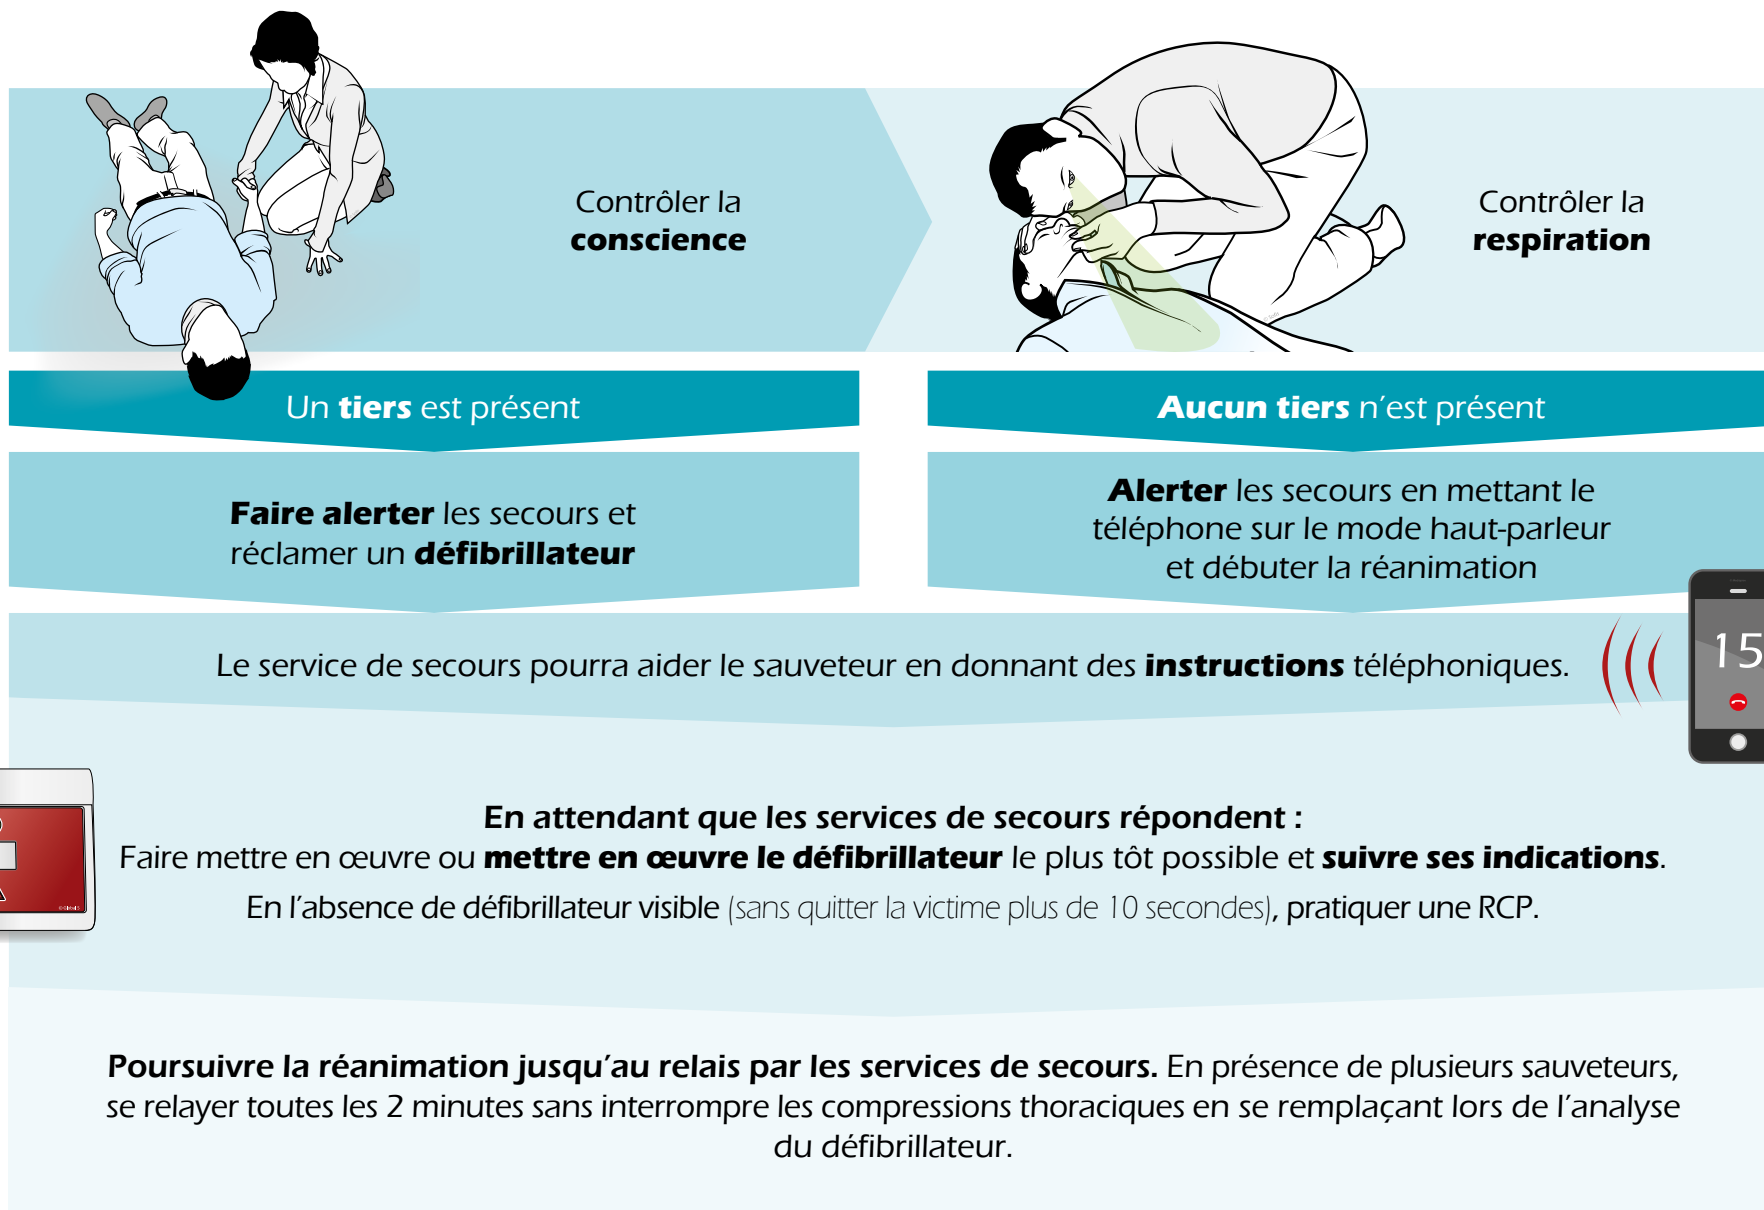 Contrôler la
conscience
Contrôler la
respiration
Un tiers est présent
Aucun tiers n’est présent
Faire alerter les secours et
réclamer un défibrillateur
Alerter les secours en mettant le
téléphone sur le mode haut-parleur
et débuter la réanimation
Le service de secours pourra aider le sauveteur en donnant des instructions téléphoniques.
15
En attendant que les services de secours répondent :
Faire mettre en œuvre ou mettre en œuvre le défibrillateur le plus tôt possible et suivre ses indications.
En l’absence de défibrillateur visible (sans quitter la victime plus de 10 secondes), pratiquer une RCP.
Poursuivre la réanimation jusqu’au relais par les services de secours. En présence de plusieurs sauveteurs,
se relayer toutes les 2 minutes sans interrompre les compressions thoraciques en se remplaçant lors de l’analyse
du défibrillateur.